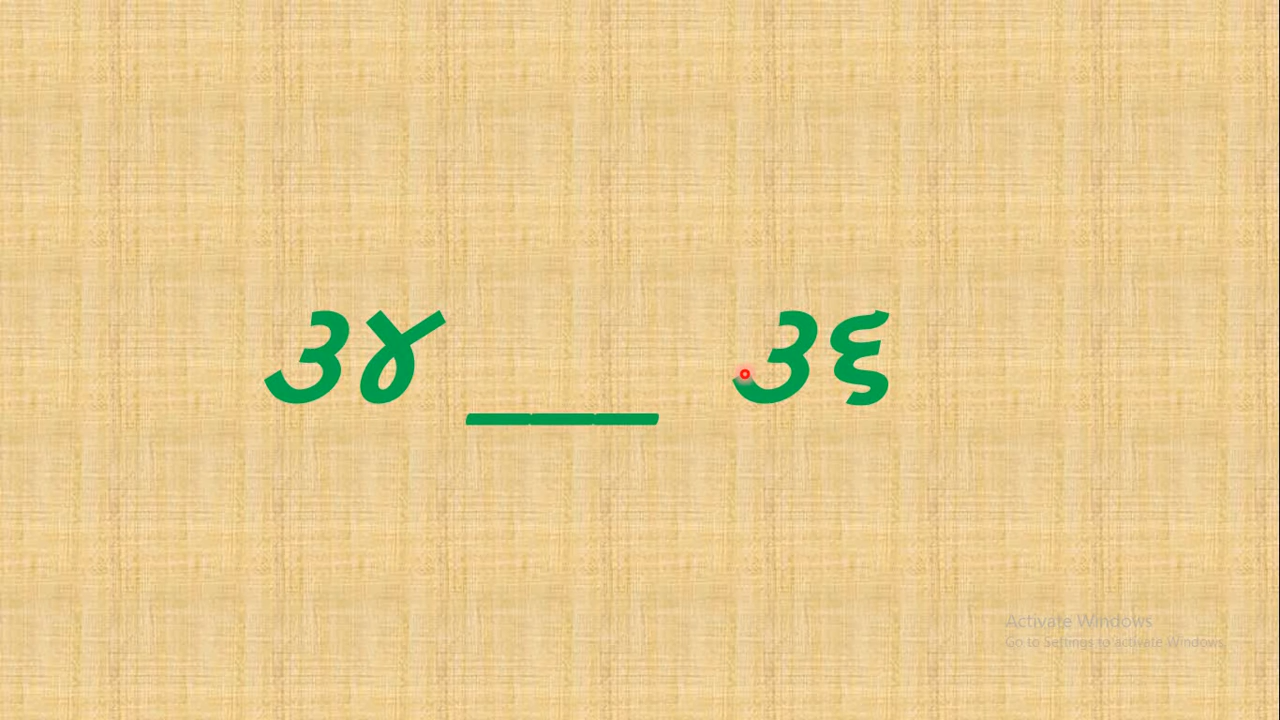 ૩૪ ___ ૩૬
Activate Windows
Go to Settings to activate Windows.